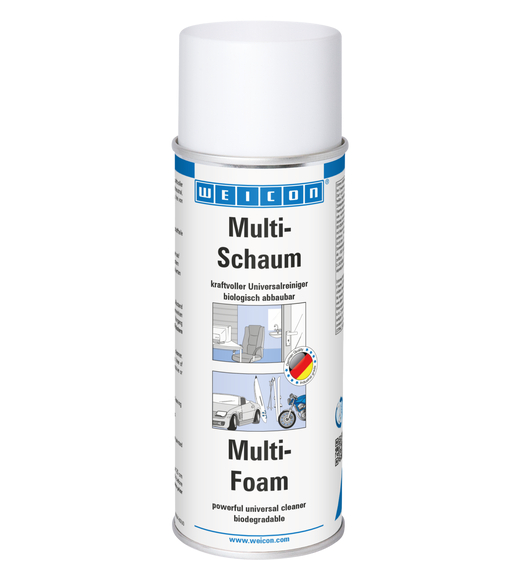 WEICON®
Multi-
Schaum
kraftvoller Universalreiniger
biologisch abbaubar
Multi-
Foam
powerful universal cleaner
biodegradable
www.weicon.com